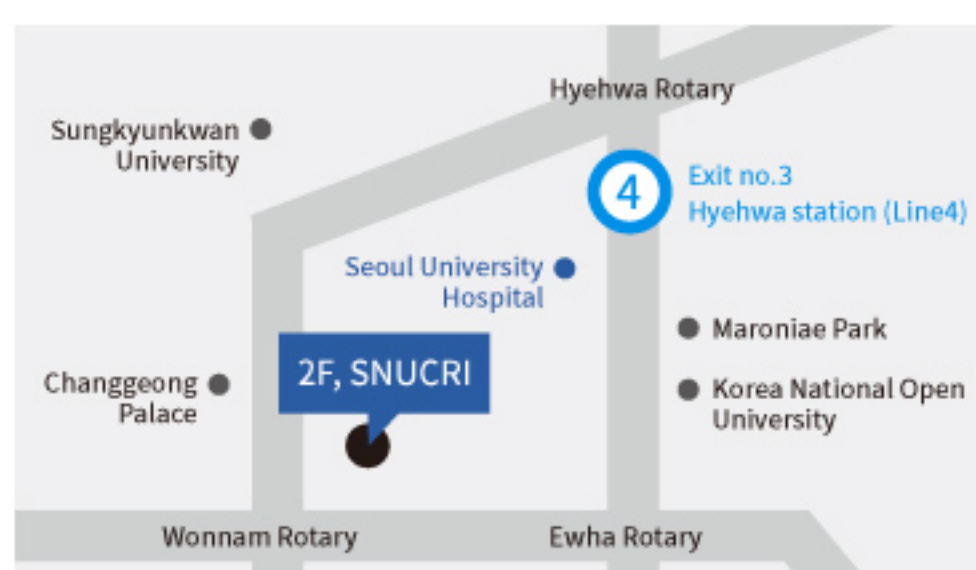 Hyehwa Rotary
Sungkyunkwan
University
4
Exit no.3
Hyehwa station (Line4)
Seoul University
Hospital
Maroniae Park
2F, SNUCRI
Changgeong
Palace
Korea National Open
University
Wonnam Rotary
Ewha Rotary